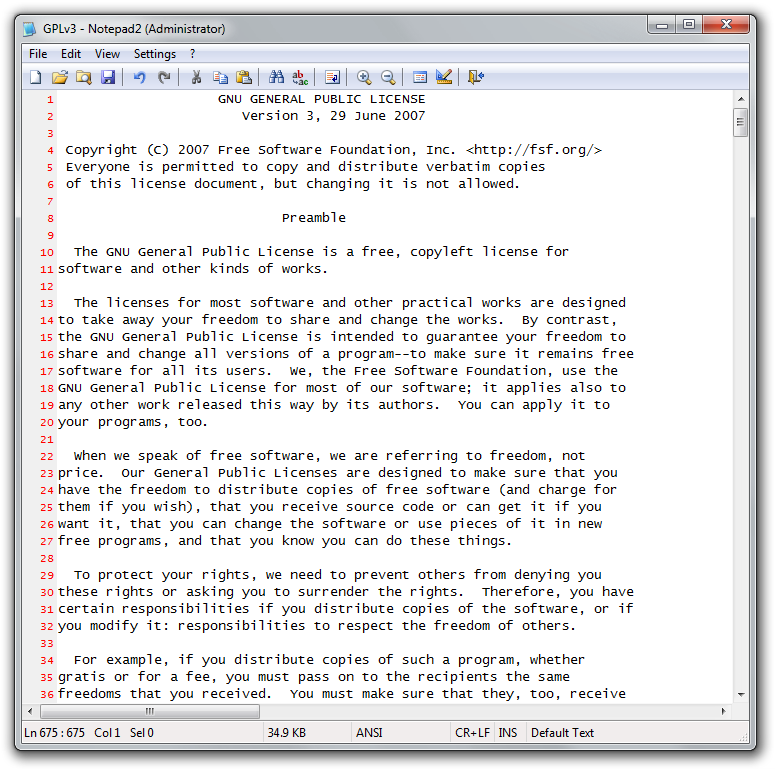 GPLv3 - Notepad2 (Administrator)
File Edit View Settings ?
1 GNU GENERAL PUBLIC LICENSE
2 Version 3, 29 June 2007
3
4 Copyright (C) 2007 Free Software Foundation, Inc. <http://fsf.org/>
5 Everyone is permitted to copy and distribute verbatim copies
6 of this license document, but changing it is not allowed.
7
8 Preamble
9
10 The GNU General Public License is a free, copyleft license for
11 software and other kinds of works.
12
13 The licenses for most software and other practical works are designed
14 to take away your freedom to share and change the works.  By contrast,
15 the GNU General Public License is intended to guarantee your freedom to
16 share and change all versions of a program--to make sure it remains free
17 software for all its users.  We, the Free Software Foundation, use the
18 GNU General Public License for most of our software; it applies also to
19 any other work released this way by its authors.  You can apply it to
20 your programs, too.
21
22 When we speak of free software, we are referring to freedom, not
23 price.  Our General Public Licenses are designed to make sure that you
24 have the freedom to distribute copies of free software (and charge for
25 them if you wish), that you receive source code or can get it if you
26 want it, that you can change the software or use pieces of it in new
27 free programs, and that you know you can do these things.
28
29 To protect your rights, we need to prevent others from denying you
30 these rights or asking you to surrender the rights.  Therefore, you have
31 certain responsibilities if you distribute copies of the software, or if
32 you modify it: responsibilities to respect the freedom of others.
33
34 For example, if you distribute copies of such a program, whether
35 gratis or for a fee, you must pass on to the recipients the same
36 freedoms that you received.  You must make sure that they, too, receive
Ln 675 : 675 Col 1 Sel 0 34.9 KB ANSI CR+LF INS Default Text